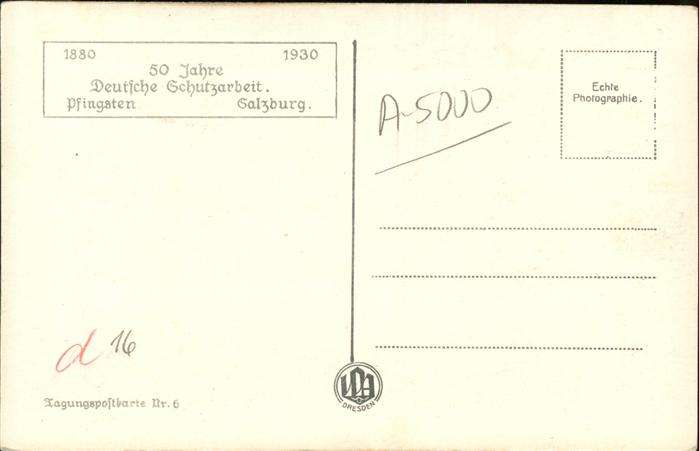 1880 1930
50 Jahre
Deutsche Schutzarbeit.
Pfingsten Salzburg.
A-5000
Echte
Photographie.
d 16
Tagungspostkarte Nr. 6
DRESDEN